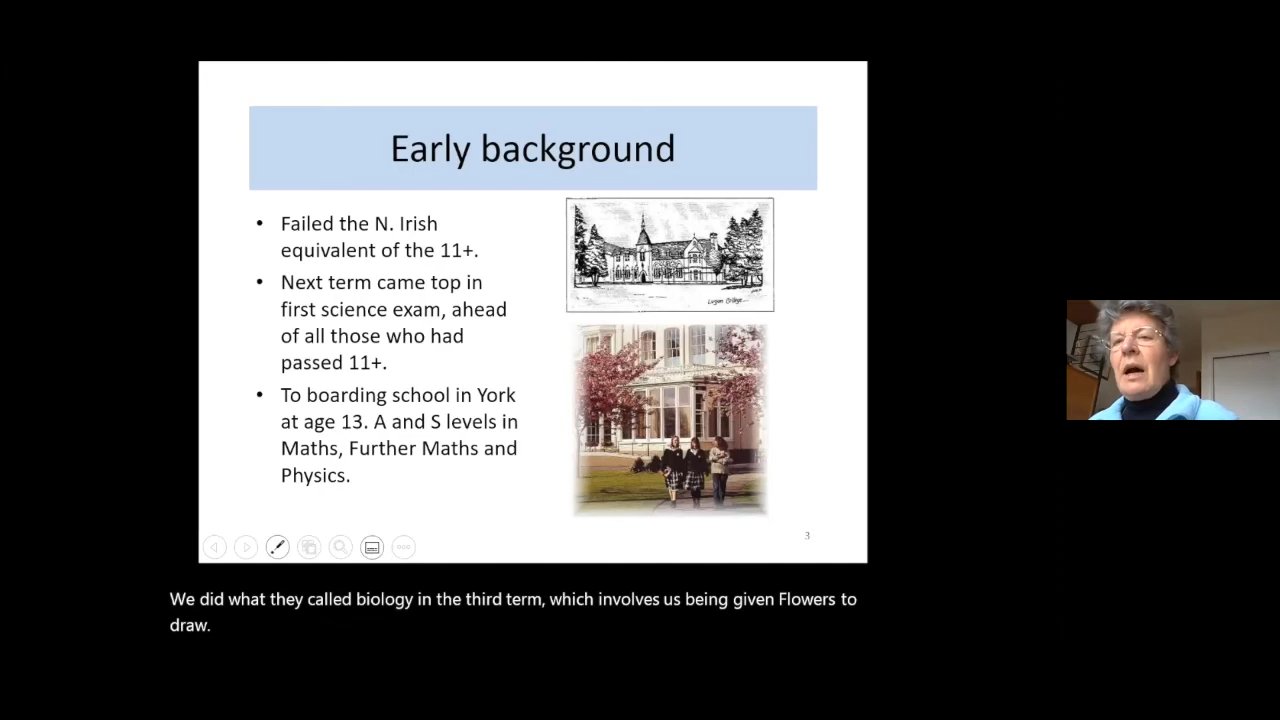 Early background
• Failed the N. Irish
equivalent of the 11+.
• Next term came top in
first science exam, ahead
of all those who had
passed 11+.
• To boarding school in York
at age 13. A and S levels in
Maths, Further Maths and
Physics.
Lurgan College
3
We did what they called biology in the third term, which involves us being given Flowers to
draw.